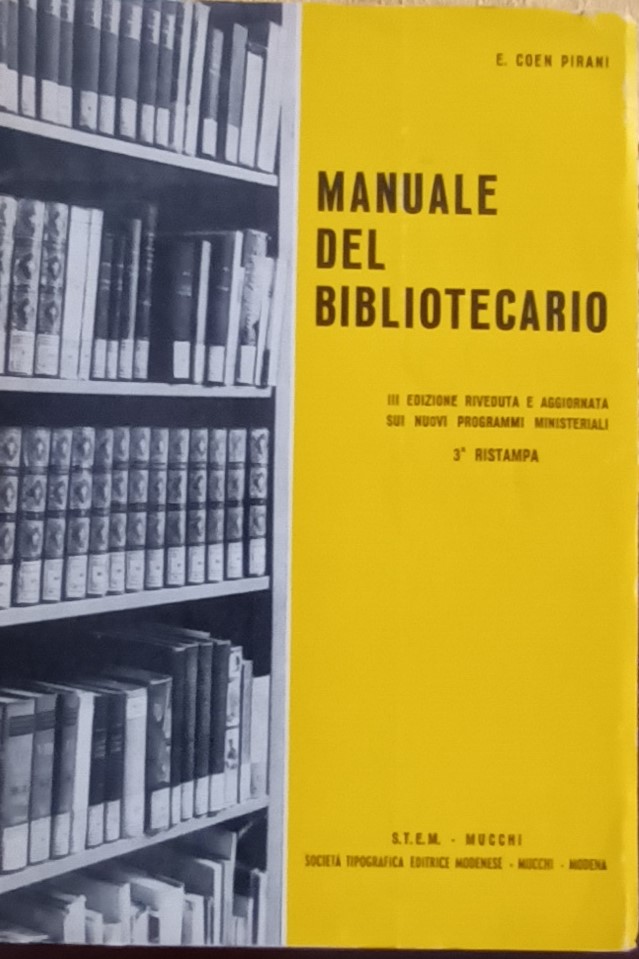 E. COEN PIRANI
MANUALE
DEL
BIBLIOTECARIO
III EDIZIONE RIVEDUTA E AGGIORNATA
SUI NUOVI PROGRAMMI MINISTERIALI
3ª RISTAMPA
S.T.E.M. - MUCCHI
SOCIETÀ TIPOGRAFICA EDITRICE MODENESE - MUCCHI - MODENA